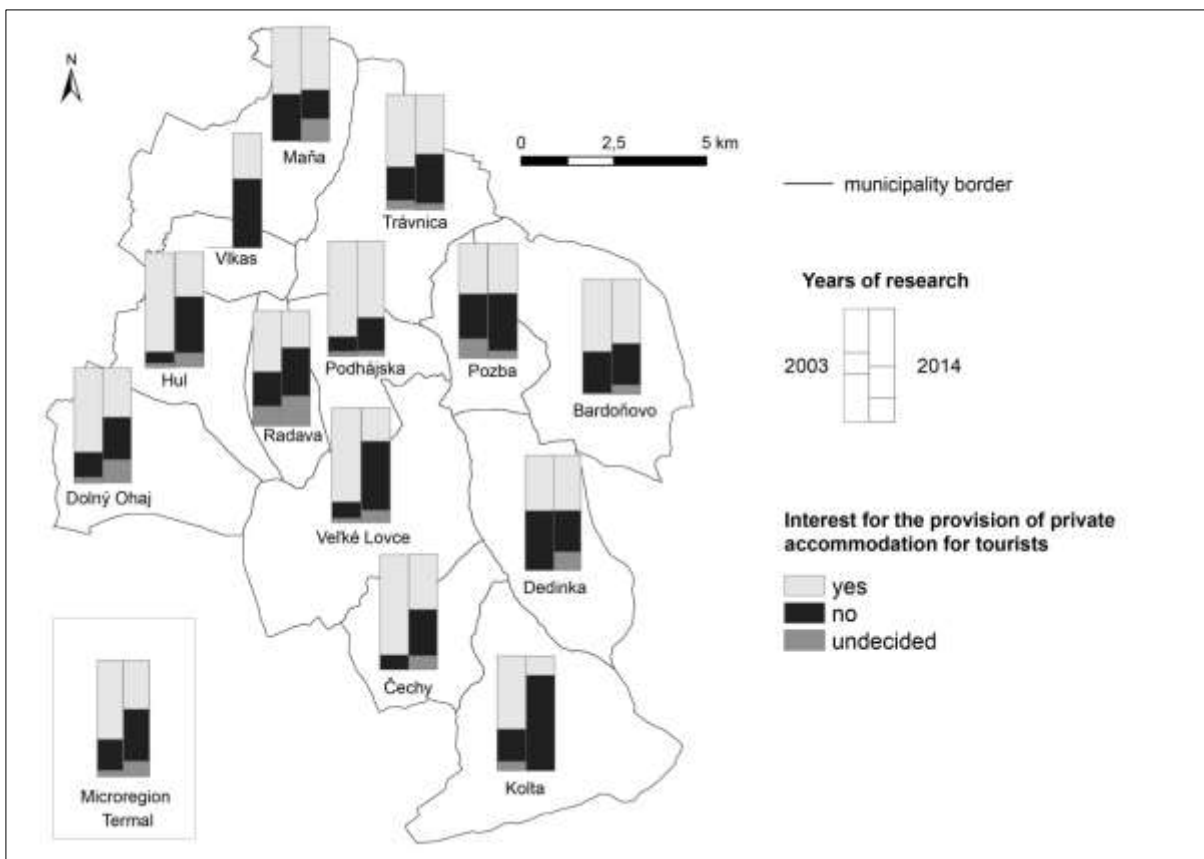 N
Maňa
0 2,5 5 km
Trávnica
municipality border
Vlkas
Years of research
2003 2014
Hul
Podhájska
Pozba
Bardoňovo
Radava
Dolný Ohaj
Veľké Lovce
Dedinka
Interest for the provision of private
accommodation for tourists
yes
no
undecided
Čechy
Kolta
Microregion
Termal